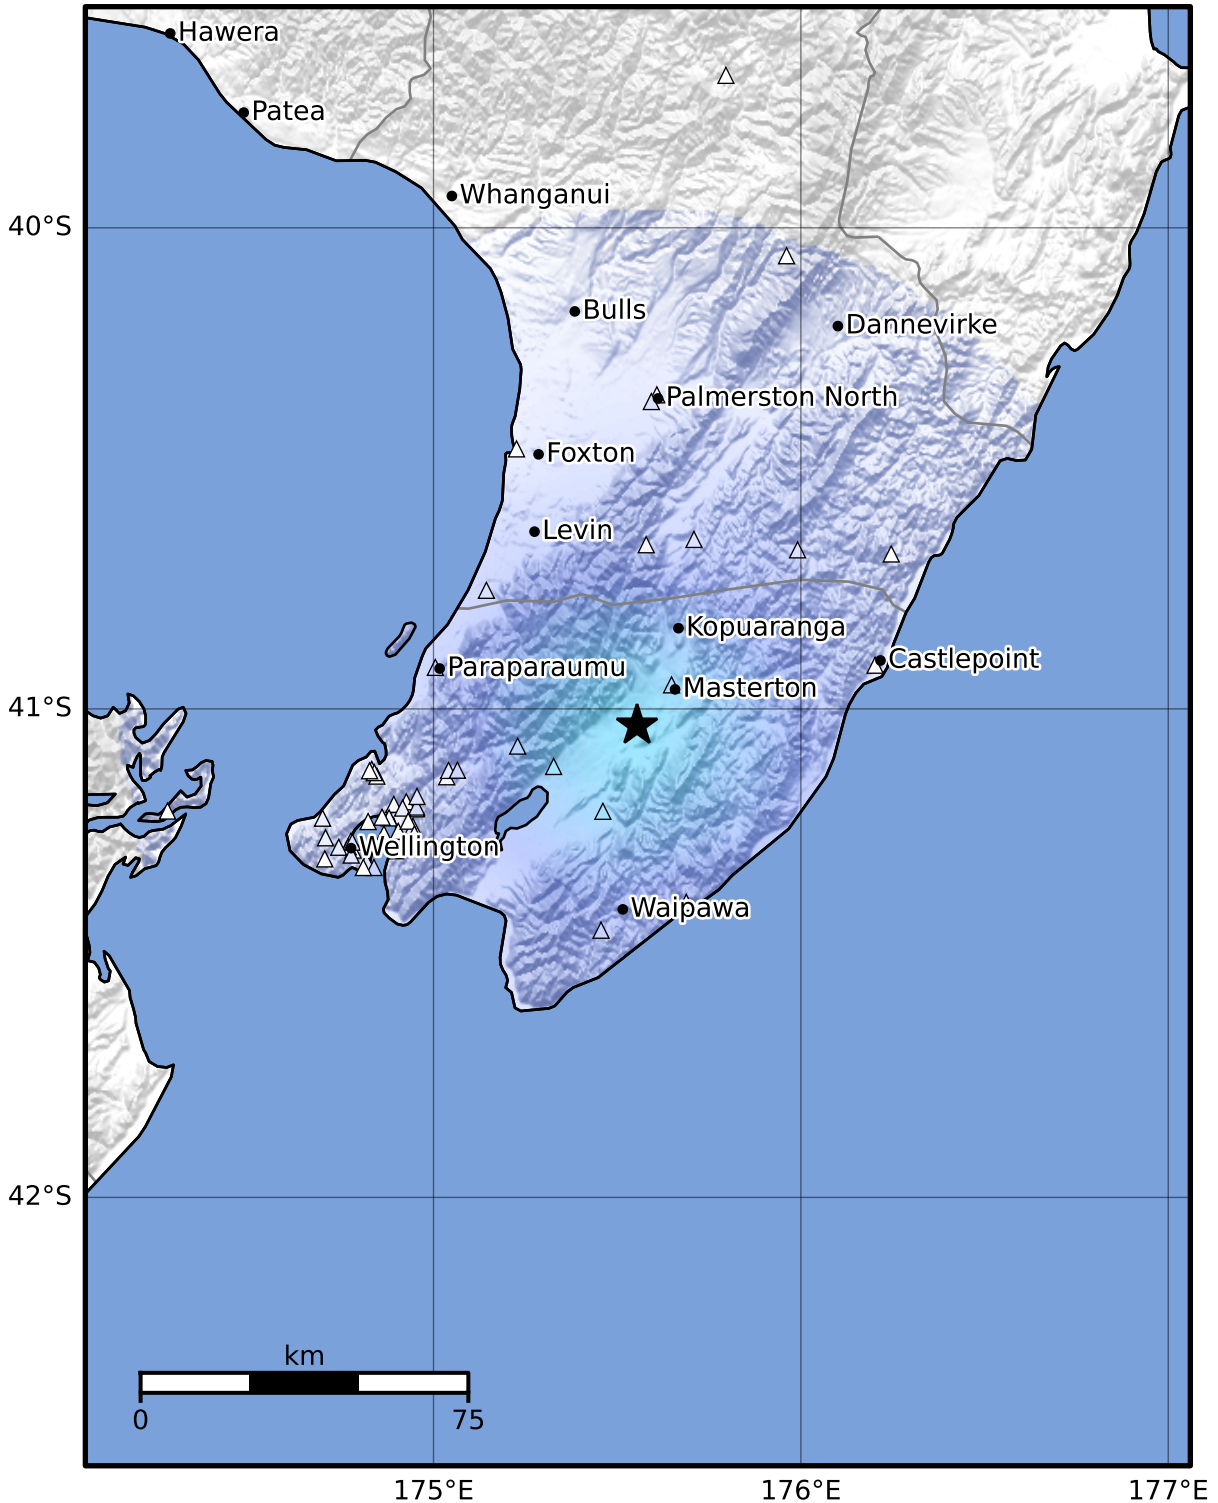 Hawera
Patea
Whanganui
40°S
Bulls
Dannevirke
Palmerston North
Foxton
Levin
Kopuaranga
Castlepoint
Paraparaumu
Masterton
41°S
Wellington
Waipawa
42°S
km
0
75
175°E
176°E
177°E